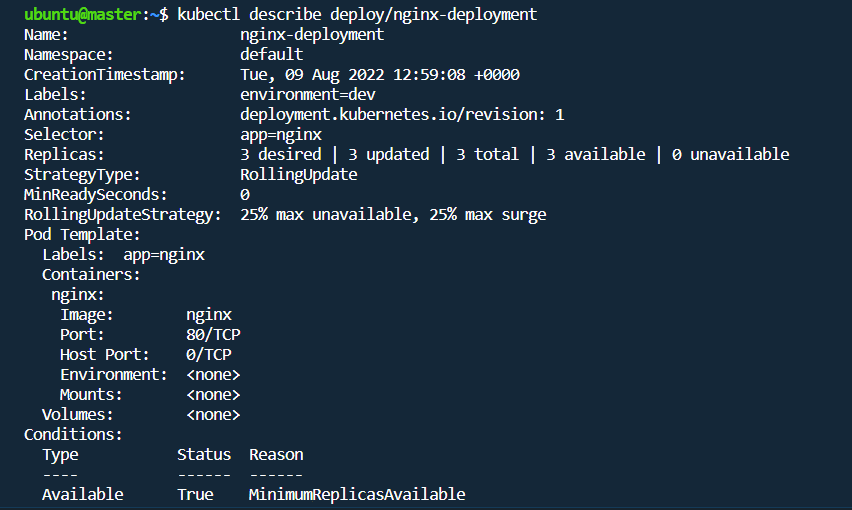 ubuntu@master:~$ kubectl describe deploy/nginx-deployment
Name:                   nginx-deployment
Namespace:              default
CreationTimestamp:      Tue, 09 Aug 2022 12:59:08 +0000
Labels:                 environment=dev
Annotations:            deployment.kubernetes.io/revision: 1
Selector:               app=nginx
Replicas:               3 desired | 3 updated | 3 total | 3 available | 0 unavailable
StrategyType:           RollingUpdate
MinReadySeconds:        0
RollingUpdateStrategy:  25% max unavailable, 25% max surge
Pod Template:
  Labels:  app=nginx
  Containers:
   nginx:
    Image:        nginx
    Port:         80/TCP
    Host Port:    0/TCP
    Environment:  <none>
    Mounts:       <none>
  Volumes:        <none>
Conditions:
  Type           Status  Reason
  ----           ------  ------
  Available      True    MinimumReplicasAvailable